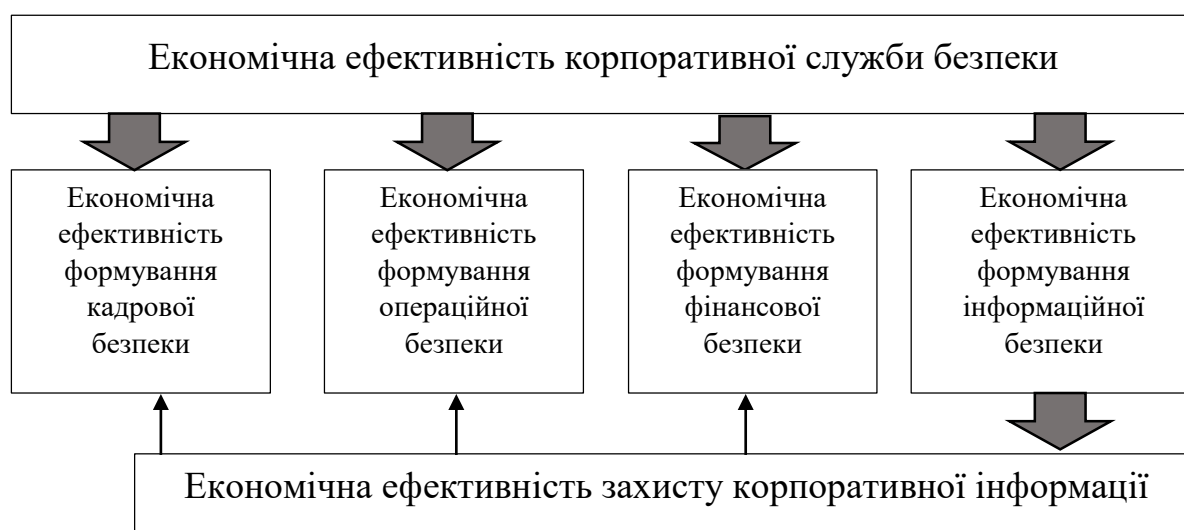 Економічна ефективність корпоративної служби безпеки
Економічна
ефективність
формування
кадрової
безпеки
Економічна
ефективність
формування
операційної
безпеки
Економічна
ефективність
формування
фінансової
безпеки
Економічна
ефективність
формування
інформаційної
безпеки
Економічна ефективність захисту корпоративної інформації